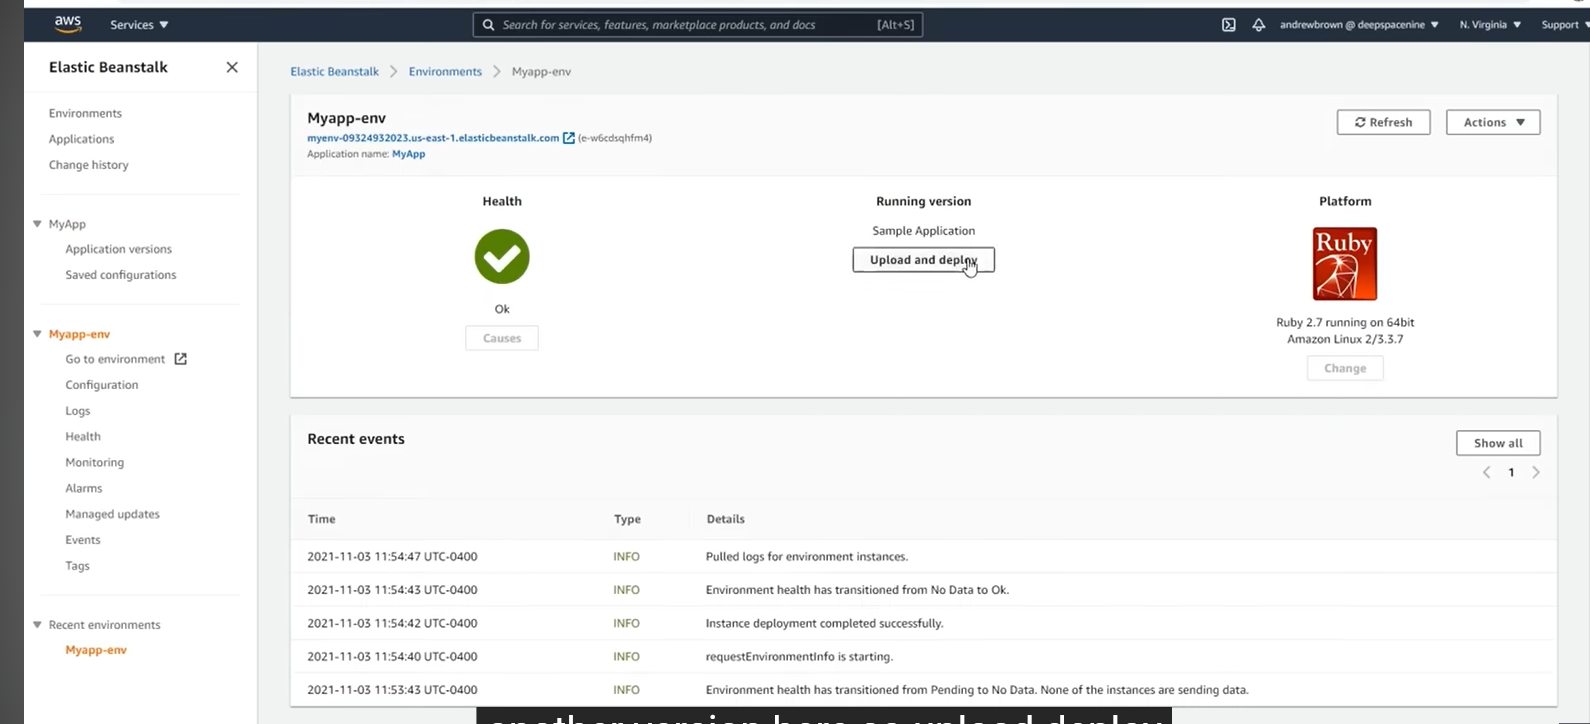 aws
Services
Search for services, features, marketplace products, and docs
[Alt+S]
andrewbrown @ deepspacenine
N. Virginia
Support
Elastic Beanstalk
Environments
Applications
Change history
MyApp
Application versions
Saved configurations
Myapp-env
Go to environment
Configuration
Logs
Health
Monitoring
Alarms
Managed updates
Events
Tags
Recent environments
Myapp-env
Elastic Beanstalk > Environments > Myapp-env
Myapp-env
myenv-09324932023.us-east-1.elasticbeanstalk.com (e-w6cdsqhfm4)
Application name: MyApp
Refresh
Actions
Health
Ok
Causes
Running version
Sample Application
Upload and deploy
Platform
Ruby
Ruby 2.7 running on 64bit
Amazon Linux 2/3.3.7
Change
Recent events
Show all
1
Time Type Details
2021-11-03 11:54:47 UTC-0400 INFO Pulled logs for environment instances.
2021-11-03 11:54:43 UTC-0400 INFO Environment health has transitioned from No Data to Ok.
2021-11-03 11:54:42 UTC-0400 INFO Instance deployment completed successfully.
2021-11-03 11:54:40 UTC-0400 INFO requestEnvironmentInfo is starting.
2021-11-03 11:53:43 UTC-0400 INFO Environment health has transitioned from Pending to No Data. None of the instances are sending data.
another version here so upload deploy